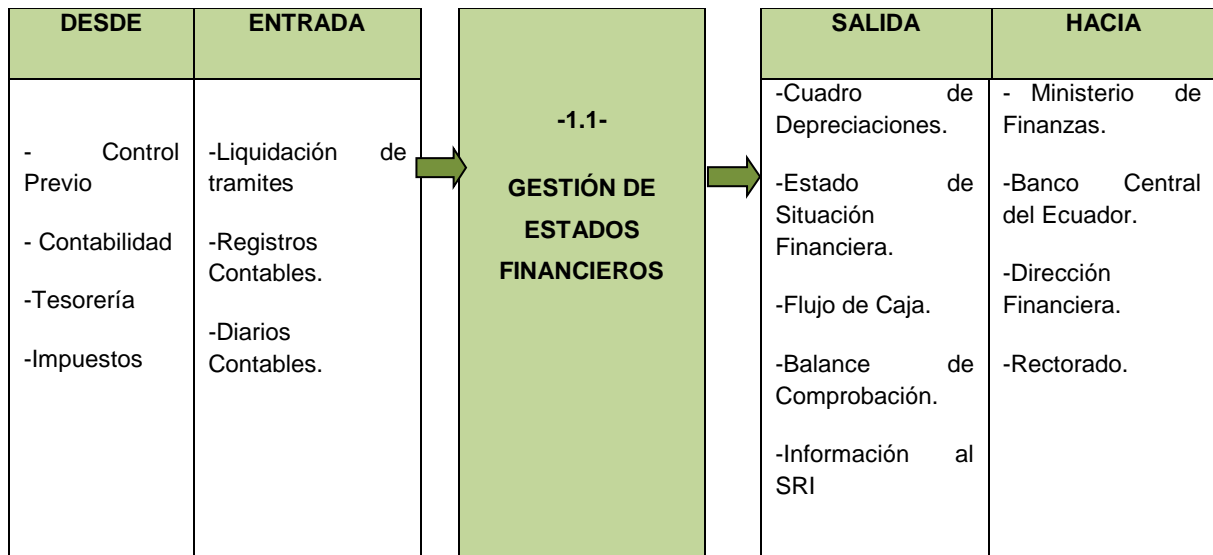 DESDE
ENTRADA
- Control
Previo
- Contabilidad
-Tesorería
-Impuestos
-Liquidación de
tramites
-Registros
Contables.
-Diarios
Contables.
-1.1-
GESTIÓN DE
ESTADOS
FINANCIEROS
SALIDA
HACIA
-Cuadro de
Depreciaciones.
-Estado de
Situación
Financiera.
-Flujo de Caja.
-Balance de
Comprobación.
-Información al
SRI
- Ministerio de
Finanzas.
-Banco Central
del Ecuador.
-Dirección
Financiera.
-Rectorado.